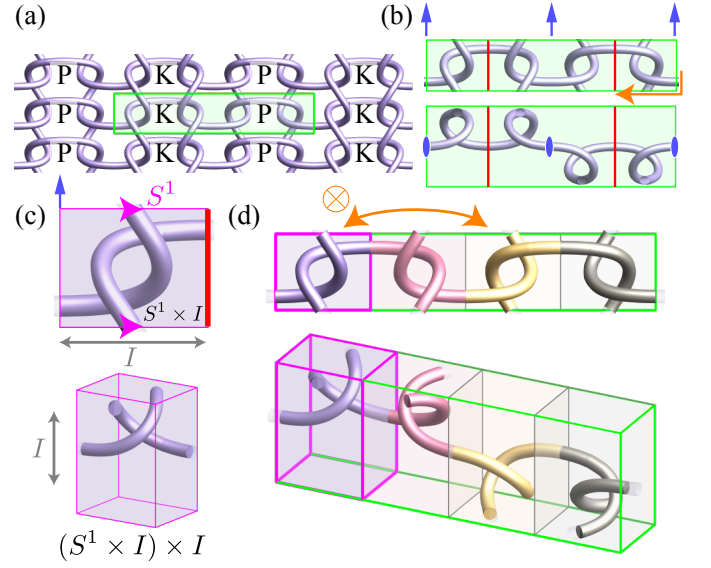 (a)
P K P K
P K P K
P K P K
(b)
(c)
S¹
S¹ × I
I
I
(S¹ × I) × I
(d)
⊗